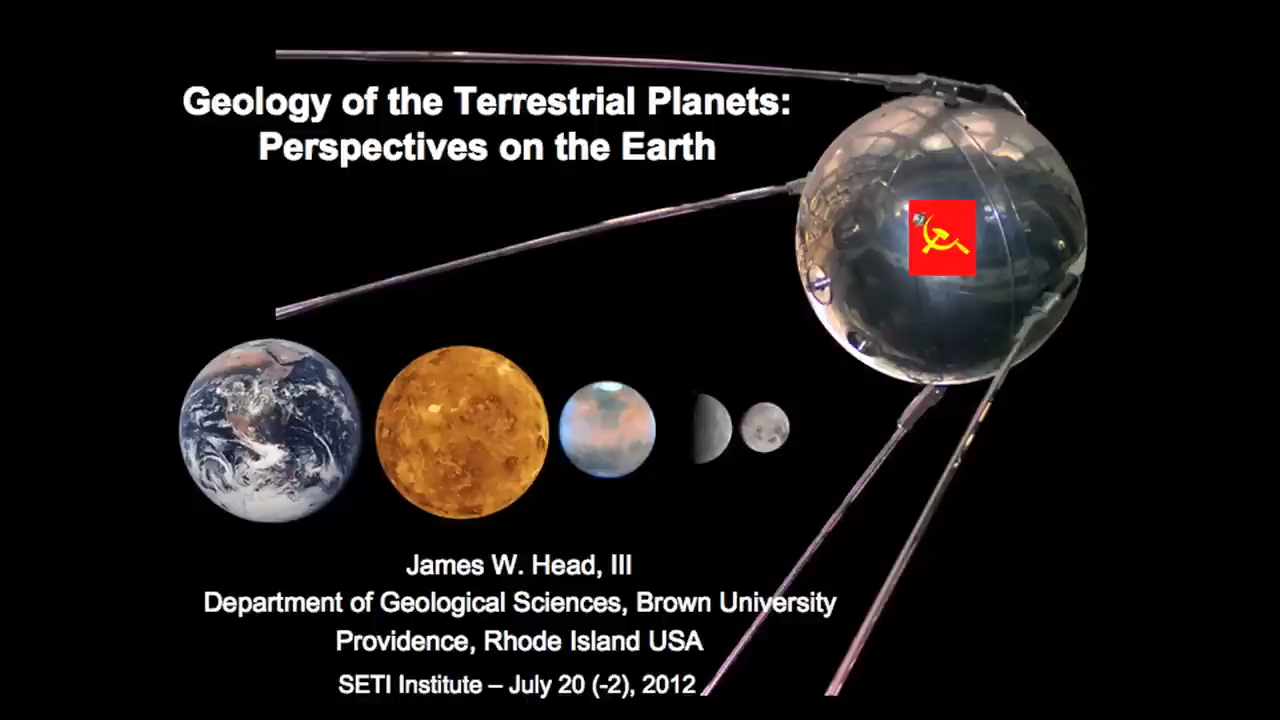 Geology of the Terrestrial Planets:
Perspectives on the Earth
James W. Head, III
Department of Geological Sciences, Brown University
Providence, Rhode Island USA
SETI Institute – July 20 (-2), 2012